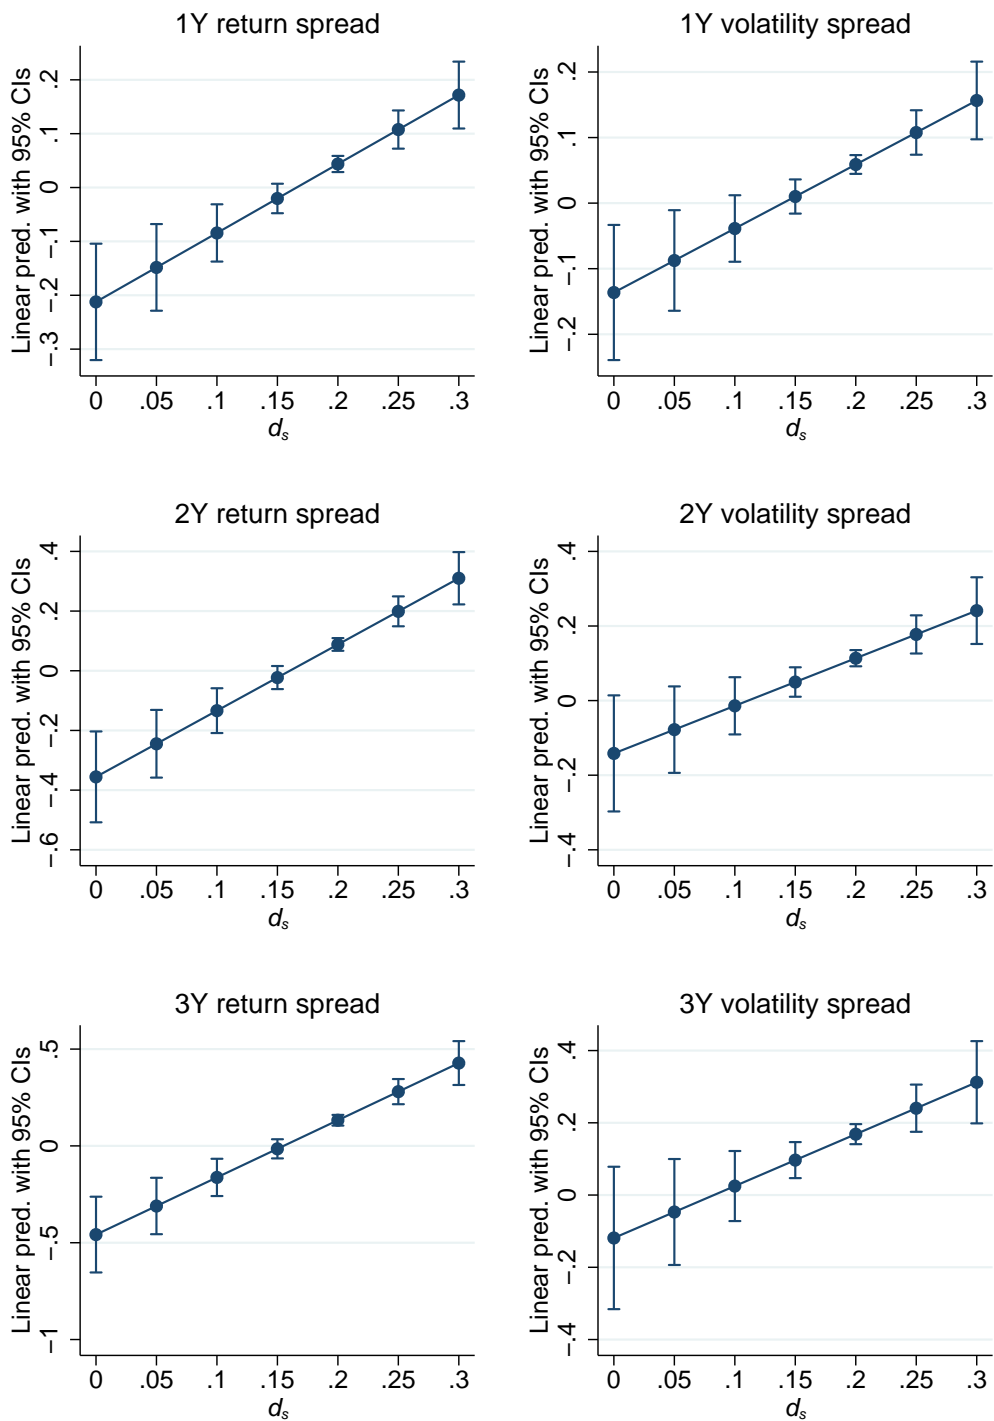 1Y return spread
Linear pred. with 95% CIs
.2
.1
0
−.1
−.2
−.3
0 .05 .1 .15 .2 .25 .3
ds
1Y volatility spread
Linear pred. with 95% CIs
.2
.1
0
−.1
−.2
0 .05 .1 .15 .2 .25 .3
ds
2Y return spread
Linear pred. with 95% CIs
.4
.2
0
−.2
−.4
−.6
0 .05 .1 .15 .2 .25 .3
ds
2Y volatility spread
Linear pred. with 95% CIs
.4
.2
0
−.2
−.4
0 .05 .1 .15 .2 .25 .3
ds
3Y return spread
Linear pred. with 95% CIs
.5
0
−.5
−1
0 .05 .1 .15 .2 .25 .3
ds
3Y volatility spread
Linear pred. with 95% CIs
.4
.2
0
−.2
−.4
0 .05 .1 .15 .2 .25 .3
ds